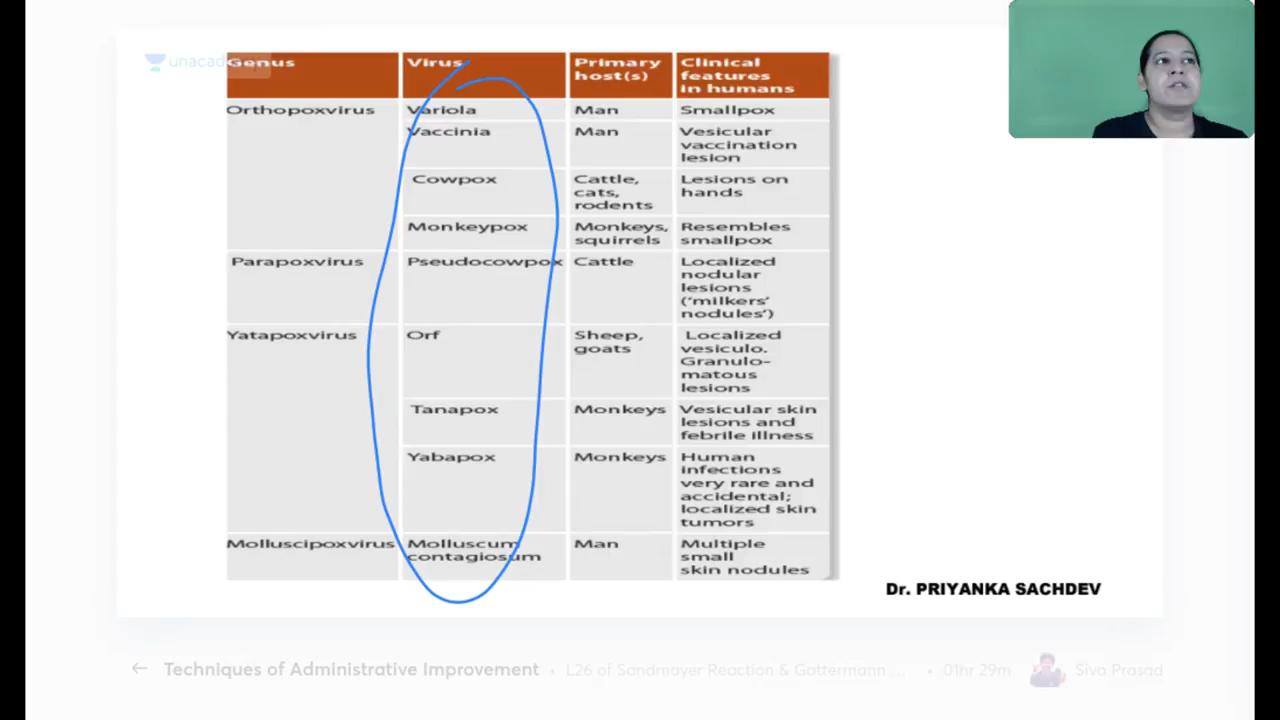 unacad
Genus Virus Primary host(s) Clinical features in humans
Orthopoxvirus Variola Man Smallpox
Vaccinia Man Vesicular vaccination lesion
Cowpox Cattle, cats, rodents Lesions on hands
Monkeypox Monkeys, squirrels Resembles smallpox
Parapoxvirus Pseudocowpox Cattle Localized nodular lesions (‘milkers’ nodules’)
Yatapoxvirus Orf Sheep, goats Localized vesiculo. Granulo- matous lesions
Tanapox Monkeys Vesicular skin lesions and febrile illness
Yabapox Monkeys Human infections very rare and accidental; localized skin tumors
Molluscipoxvirus Molluscum contagiosum Man Multiple small skin nodules
Dr. PRIYANKA SACHDEV
Techniques of Administrative Improvement • L26 of Sandmayer Reaction & Gattermann ... • 01hr 29m Siva Prasad